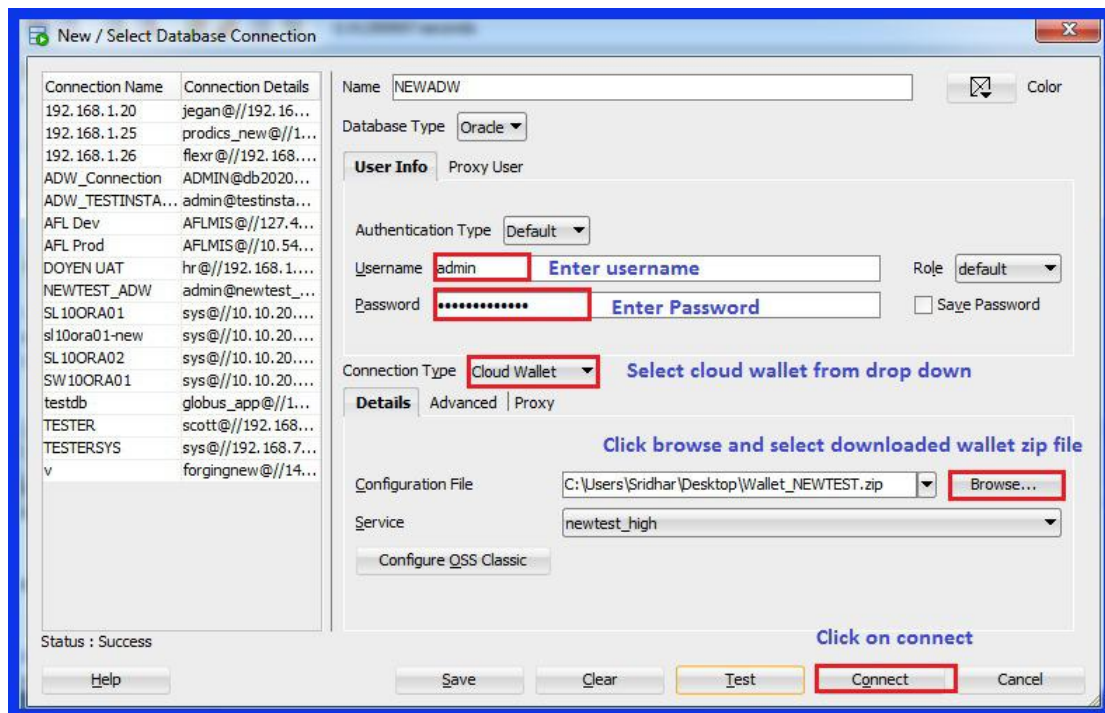 New / Select Database Connection
Connection Name Connection Details
192.168.1.20 jegan@//192.16...
192.168.1.25 prodics_new@//1...
192.168.1.26 flexr@//192.168....
ADW_Connection ADMIN@db2020...
ADW_TESTINSTA... admin@testinsta...
AFL Dev AFLMIS@//127.4...
AFL Prod AFLMIS@//10.54...
DOYEN UAT hr@//192.168.1....
NEWTEST_ADW admin@newtest_...
SL10ORA01 sys@//10.10.20....
sl10ora01-new sys@//10.10.20....
SL10ORA02 sys@//10.10.20....
SW10ORA01 sys@//10.10.20....
testdb globus_app@//1...
TESTER scott@//192.168...
TESTERSYS sys@//192.168.7...
v forgingnew@//14...
Status : Success
Name NEWADW Color
Database Type Oracle
User Info Proxy User
Authentication Type Default
Username admin Enter username Role default
Password ••••••••••••• Enter Password Save Password
Connection Type Cloud Wallet Select cloud wallet from drop down
Details Advanced Proxy
Click browse and select downloaded wallet zip file
Configuration File C:\Users\Sridhar\Desktop\Wallet_NEWTEST.zip Browse...
Service newtest_high
Configure OSS Classic
Click on connect
Help Save Clear Test Connect Cancel